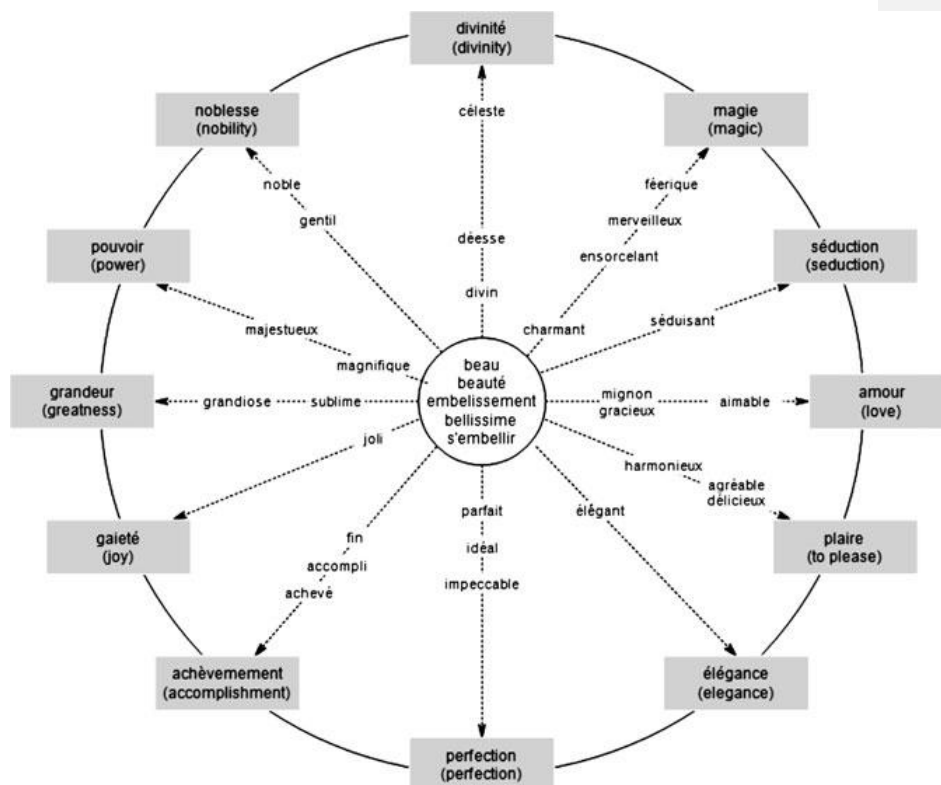 divinité
(divinity)
noblesse
(nobility)
magie
(magic)
céleste
noble
gentil
féerique
merveilleux
ensorcelant
pouvoir
(power)
déesse
séduction
(seduction)
divin
majestueux
charmant
séduisant
magnifique
grandeur
(greatness)
grandiose
sublime
beau
beauté
embelissement
bellissime
s'embellir
mignon
gracieux
aimable
amour
(love)
joli
harmonieux
agréable
délicieux
gaieté
(joy)
fin
accompli
achevé
parfait
idéal
impeccable
élégant
plaire
(to please)
achèvemement
(accomplishment)
élégance
(elegance)
perfection
(perfection)